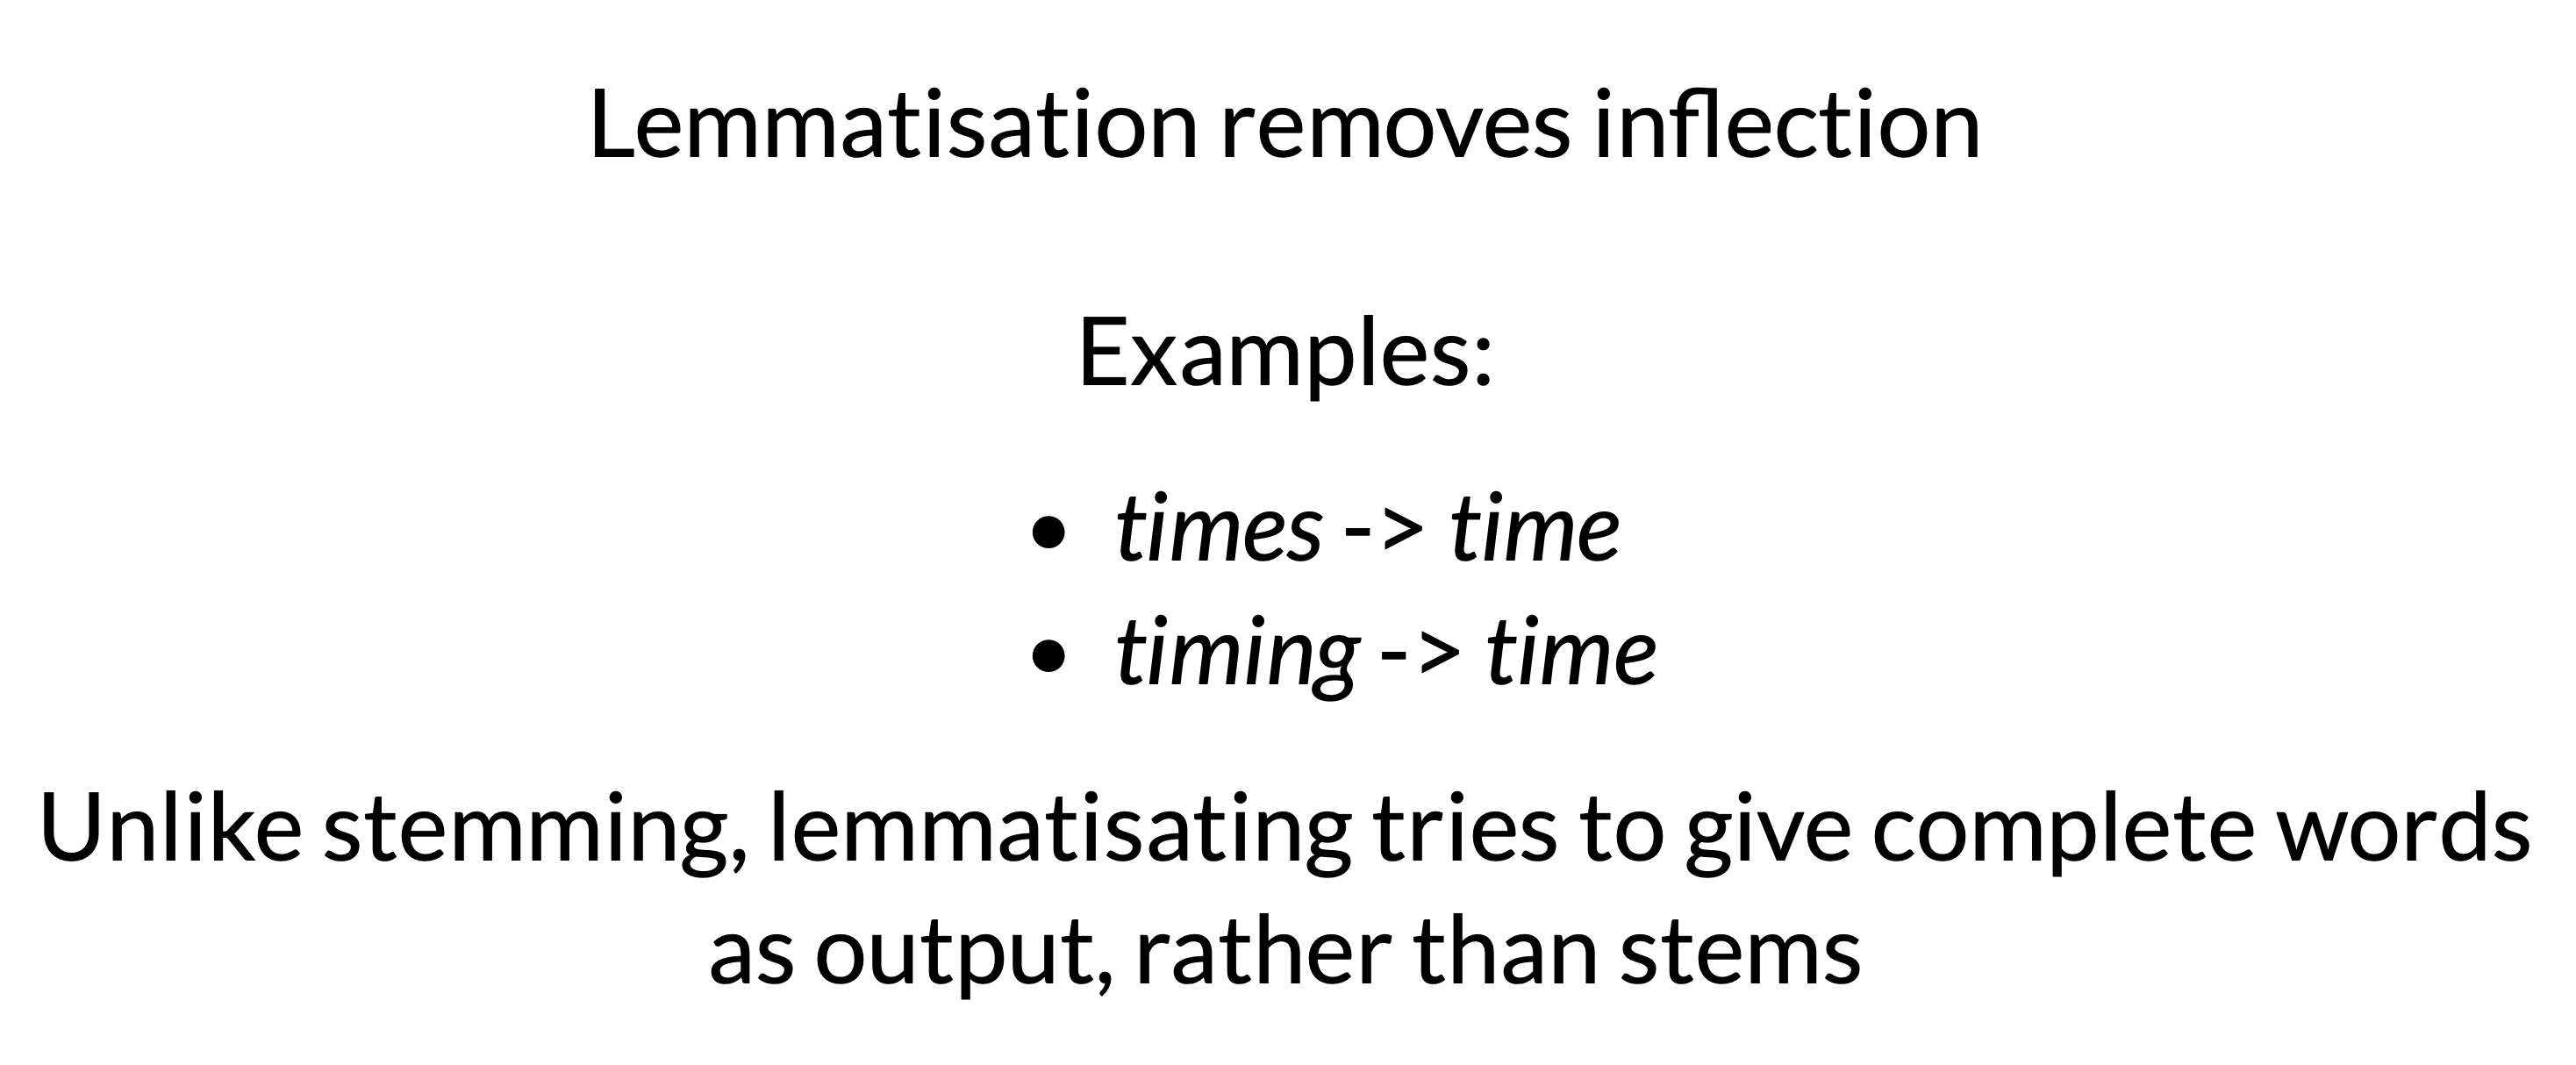 Lemmatisation removes inflection
Examples:
• times -> time
• timing -> time
Unlike stemming, lemmatisating tries to give complete words
as output, rather than stems